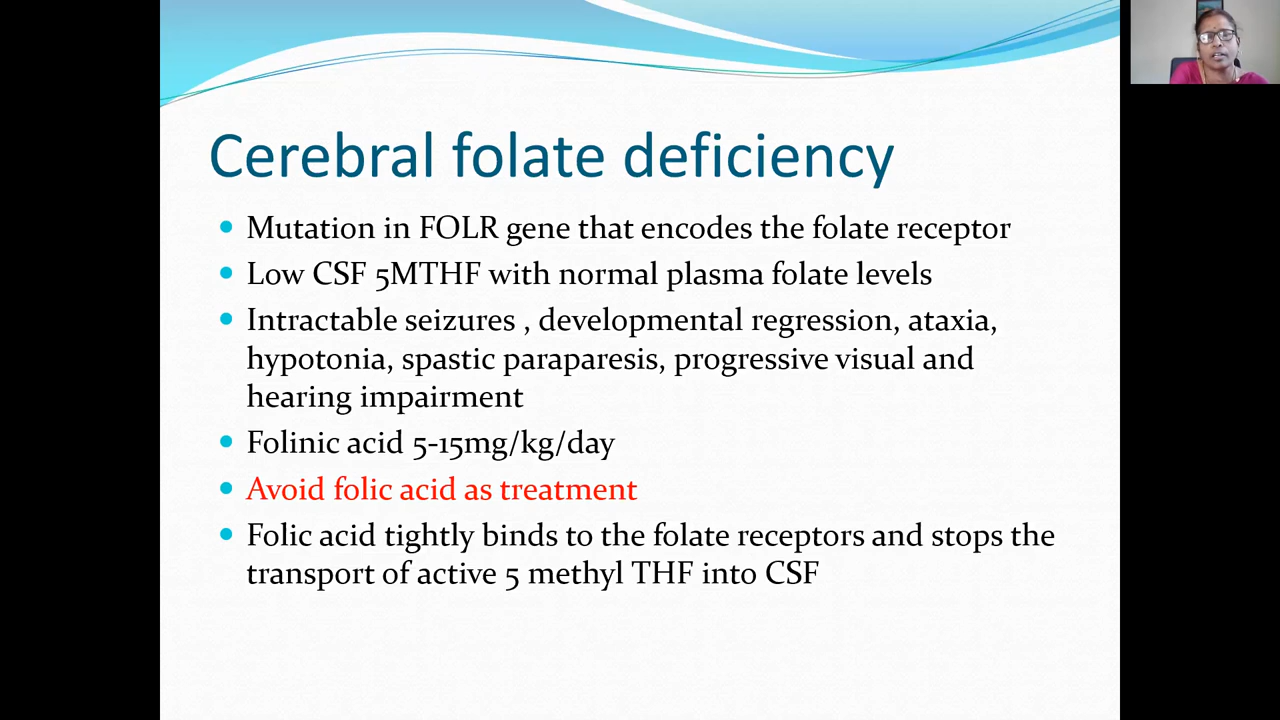 Cerebral folate deficiency
Mutation in FOLR gene that encodes the folate receptor
Low CSF 5MTHF with normal plasma folate levels
Intractable seizures , developmental regression, ataxia,
hypotonia, spastic paraparesis, progressive visual and
hearing impairment
Folinic acid 5-15mg/kg/day
Avoid folic acid as treatment
Folic acid tightly binds to the folate receptors and stops the
transport of active 5 methyl THF into CSF